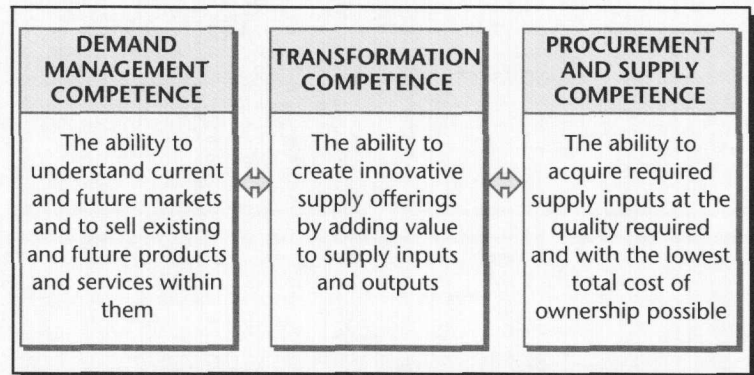 DEMAND
MANAGEMENT
COMPETENCE
The ability to
understand current
and future markets
and to sell existing
and future products
and services within
them
TRANSFORMATION
COMPETENCE
The ability to
create innovative
supply offerings
by adding value
to supply inputs
and outputs
PROCUREMENT
AND SUPPLY
COMPETENCE
The ability to
acquire required
supply inputs at the
quality required
and with the lowest
total cost of
ownership possible